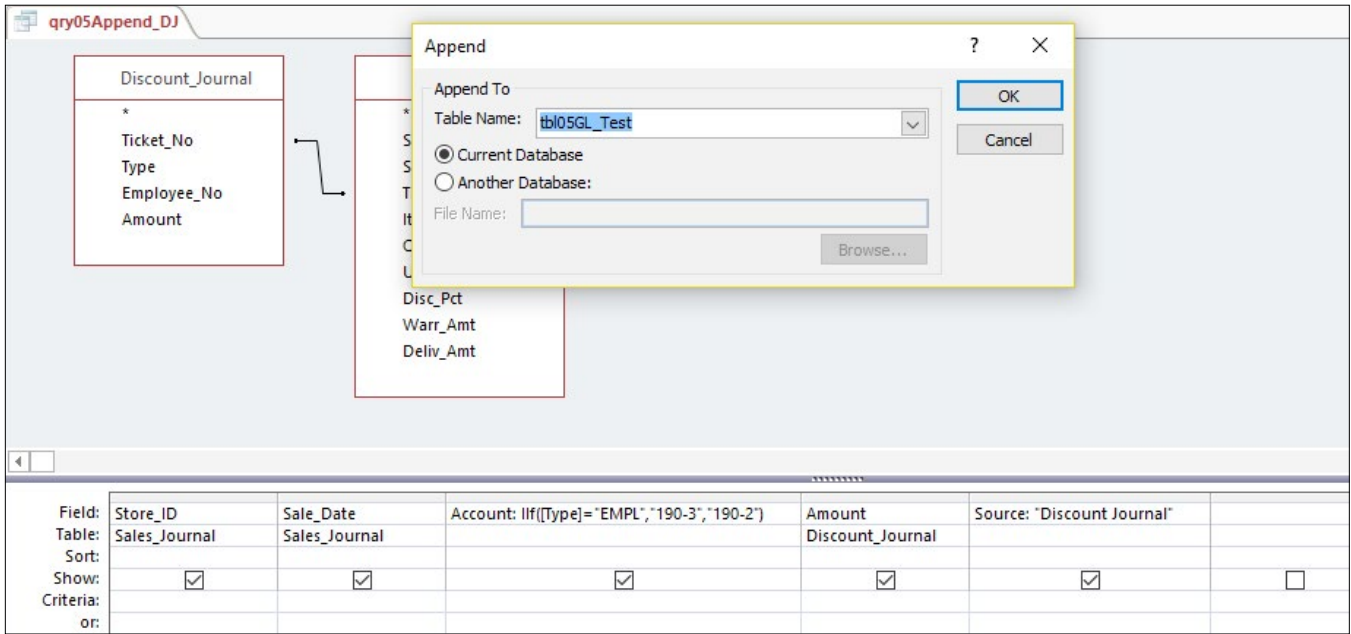 qry05Append_DJ
Discount_Journal
*
Ticket_No
Type
Employee_No
Amount
*
Disc_Pct
Warr_Amt
Deliv_Amt
Append
?
Append To
Table Name: tbl05GL_Test
Current Database
Another Database:
File Name:
Browse...
OK
Cancel
Field: Store_ID Sale_Date Account: IIf([Type]="EMPL","190-3","190-2") Amount Source: "Discount Journal"
Table: Sales_Journal Sales_Journal Discount_Journal
Sort:
Show:
Criteria:
or: